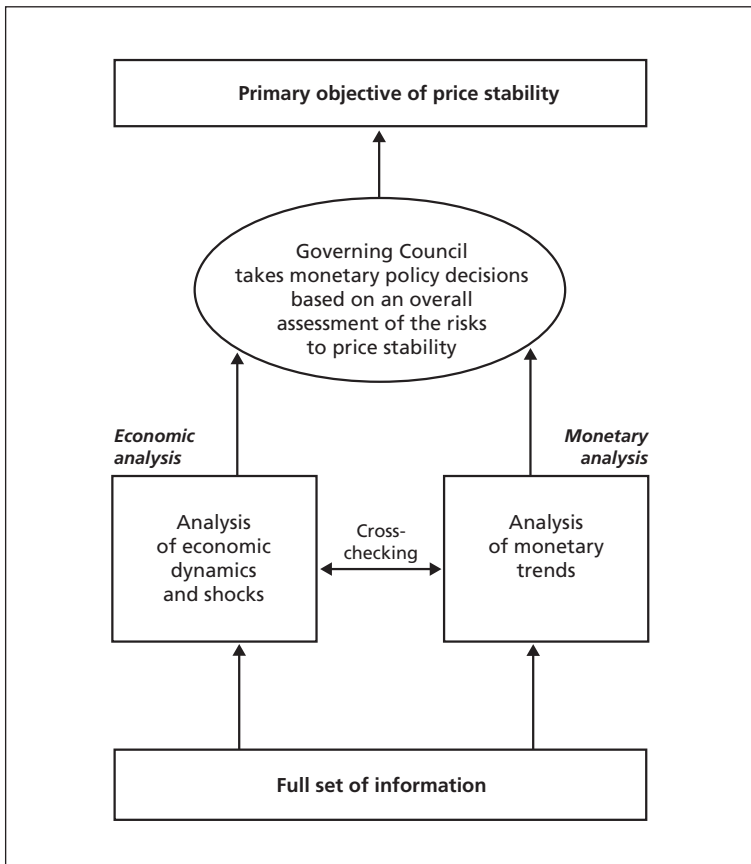 Primary objective of price stability
Governing Council
takes monetary policy decisions
based on an overall
assessment of the risks
to price stability
Economic
analysis
Monetary
analysis
Analysis
of economic
dynamics
and shocks
Cross-
checking
Analysis
of monetary
trends
Full set of information